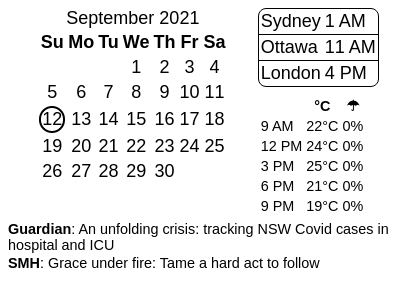 September 2021
Su Mo Tu We Th Fr Sa
1 2 3 4
5 6 7 8 9 10 11
12 13 14 15 16 17 18
19 20 21 22 23 24 25
26 27 28 29 30
Sydney 1 AM
Ottawa 11 AM
London 4 PM
°C ☂
9 AM 22°C 0%
12 PM 24°C 0%
3 PM 25°C 0%
6 PM 21°C 0%
9 PM 19°C 0%
Guardian: An unfolding crisis: tracking NSW Covid cases in
hospital and ICU
SMH: Grace under fire: Tame a hard act to follow